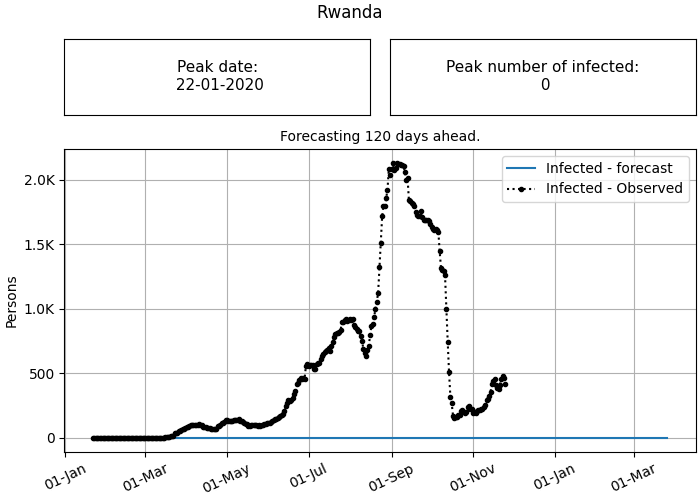 Rwanda
Peak date:
22-01-2020
Peak number of infected:
0
Forecasting 120 days ahead.
Infected - forecast
Infected - Observed
2.0K
1.5K
1.0K
500
0
Persons
01-Jan
01-Mar
01-May
01-Jul
01-Sep
01-Nov
01-Jan
01-Mar